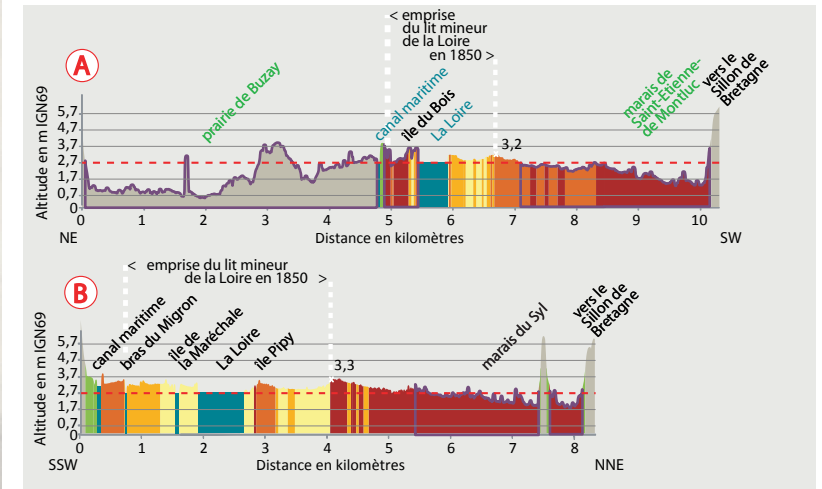 < emprise
du lit mineur
de la Loire
en 1850 >
A
prairie de Buzay
canal maritime
île du Bois
La Loire
marais de
Saint-Etienne-
de Montluc
vers le
Sillon de
Bretagne
3,2
Altitude en m IGN69
5,7
4,7
3,7
2,7
1,7
0,7
0
0 1 2 3 4 5 6 7 8 9 10
NE Distance en kilomètres SW
< emprise du lit mineur
de la Loire en 1850 >
B
canal maritime
bras du Migron
île de
la Maréchale
La Loire
île Pipy
3,3
marais du Syl
vers le
Sillon de
Bretagne
Altitude en m IGN69
5,7
4,7
3,7
2,7
1,7
0,7
0
0 1 2 3 4 5 6 7 8
SSW Distance en kilomètres NNE